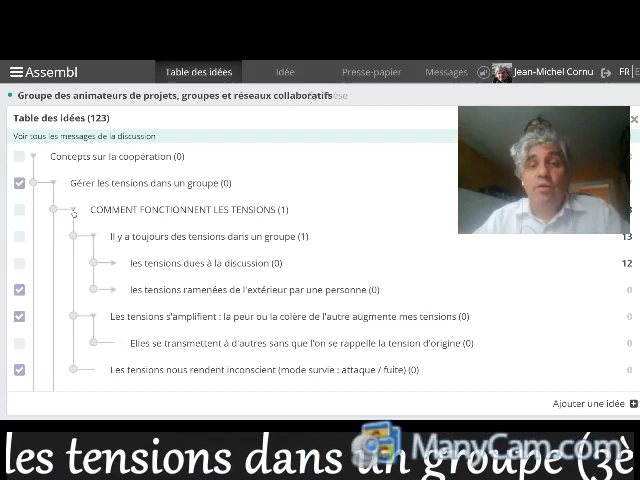 Assembl Table des idées Idée Presse-papier Messages Jean-Michel Cornu FR
Groupe des animateurs de projets, groupes et réseaux collaboratifs
Table des idées (123)
Voir tous les messages de la discussion
Concepts sur la coopération (0)
Gérer les tensions dans un groupe (0)
COMMENT FONCTIONNENT LES TENSIONS (1)
Il y a toujours des tensions dans un groupe (1) 13
les tensions dues à la discussion (0) 12
les tensions ramenées de l'extérieur par une personne (0) 0
Les tensions s'amplifient : la peur ou la colère de l'autre augmente mes tensions (0) 0
Elles se transmettent à d'autres sans que l'on se rappelle la tension d'origine (0) 0
Les tensions nous rendent inconscient (mode survie : attaque / fuite) (0) 0
Ajouter une idée
les tensions dans un groupe (3è
ManyCam.com